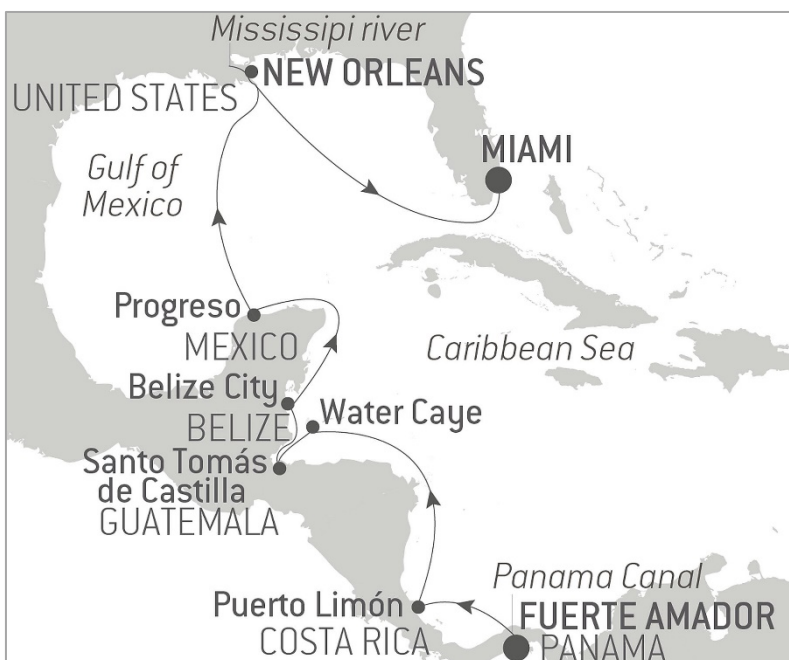 Mississipi river
NEW ORLEANS
UNITED STATES
MIAMI
Gulf of
Mexico
Progreso
MEXICO
Caribbean Sea
Belize City
BELIZE
Water Caye
Santo Tomás
de Castilla
GUATEMALA
Panama Canal
Puerto Limón
FUERTE AMADOR
COSTA RICA
PANAMA